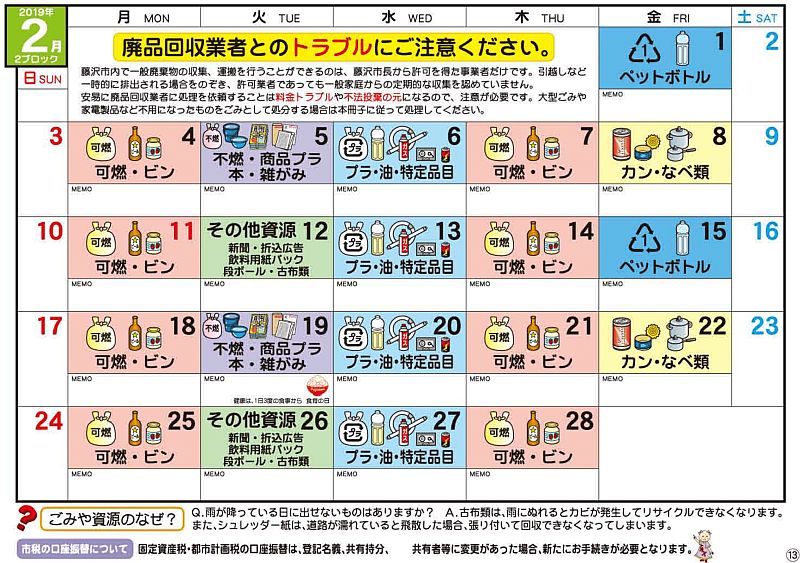 2019年
2月
2ブロック
日 SUN
月 MON
火 TUE
水 WED
木 THU
金 FRI
土 SAT
廃品回収業者とのトラブルにご注意ください。
藤沢市内で一般廃棄物の収集、運搬を行うことができるのは、藤沢市長から許可を得た事業者だけです。引越しなど
一時的に排出される場合をのぞき、許可業者であっても一般家庭からの定期的な収集を認めていません。
安易に廃品回収業者に処理を依頼することは料金トラブルや不法投棄の元になるので、注意が必要です。大型ごみや
家電製品など不用になったものをごみとして処分する場合は本冊子に従って処理してください。
1
1
ペットボトル
MEMO
2
3
可燃
4
可燃・ビン
MEMO
不燃
5
不燃・商品プラ
本・雑がみ
MEMO
プラ
6
プラ・油・特定品目
MEMO
可燃
7
可燃・ビン
MEMO
8
カン・なべ類
MEMO
9
10
可燃
11
可燃・ビン
MEMO
その他資源 12
新聞・折込広告
飲料用紙パック
段ボール・古布類
MEMO
プラ
13
プラ・油・特定品目
MEMO
可燃
14
可燃・ビン
MEMO
1
15
ペットボトル
MEMO
16
17
可燃
18
可燃・ビン
MEMO
不燃
19
不燃・商品プラ
本・雑がみ
MEMO
健康は、1日3度の食事から 食育の日
プラ
20
プラ・油・特定品目
MEMO
可燃
21
可燃・ビン
MEMO
22
カン・なべ類
MEMO
23
24
可燃
25
可燃・ビン
MEMO
その他資源 26
新聞・折込広告
飲料用紙パック
段ボール・古布類
MEMO
プラ
27
プラ・油・特定品目
MEMO
可燃
28
可燃・ビン
MEMO
?
ごみや資源のなぜ?
Q.雨が降っている日に出せないものはありますか? A.古布類は、雨にぬれるとカビが発生してリサイクルできなくなります。
また、シュレッダー紙は、道路が濡れていると飛散した場合、張り付いて回収できなくなってしまいます。
市税の口座振替について
固定資産税・都市計画税の口座振替は、登記名義、共有持分、 共有者等に変更があった場合、新たにお手続きが必要となります。
⑬